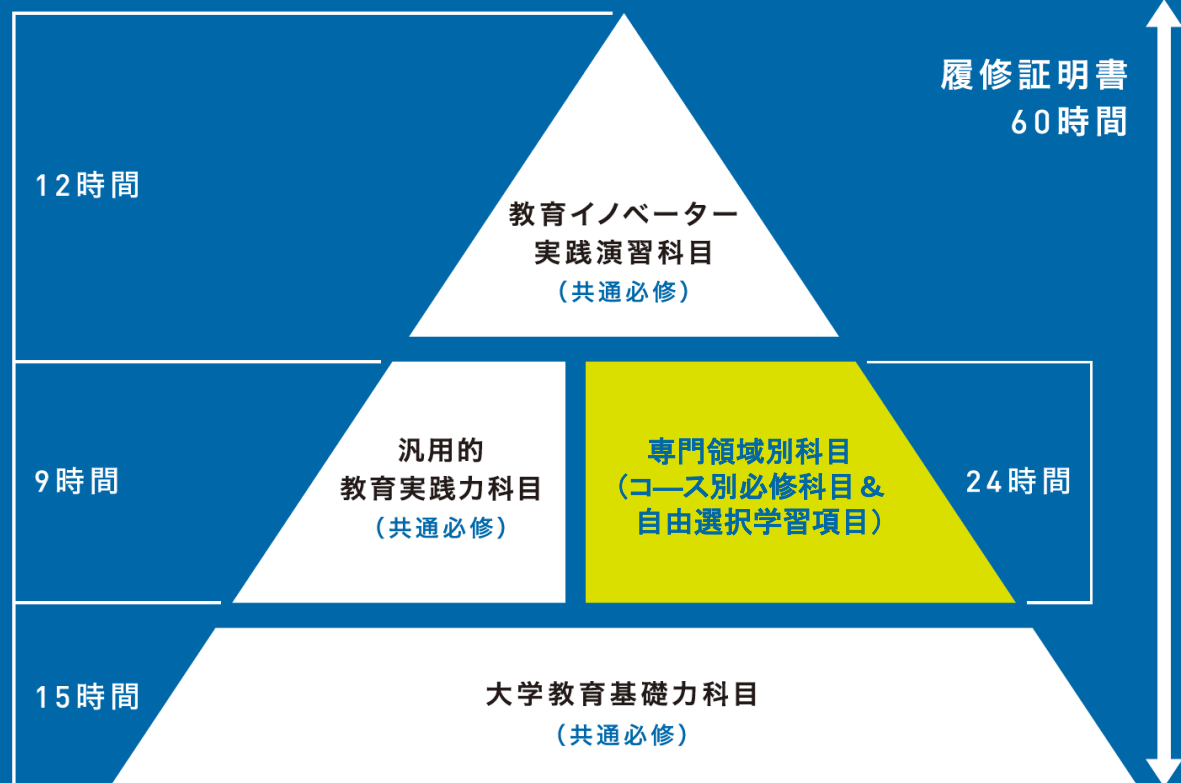 履修証明書
60時間
12時間
教育イノベーター
実践演習科目
（共通必修）
9時間
汎用的
教育実践力科目
（共通必修）
専門領域別科目
（コース別必修科目＆
自由選択学習項目）
24時間
15時間
大学教育基礎力科目
（共通必修）